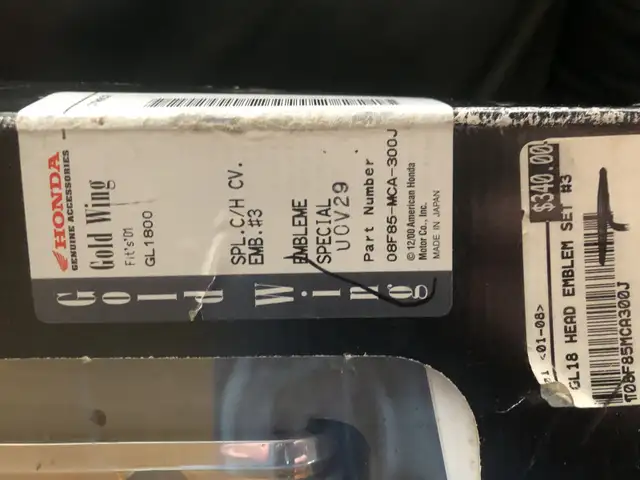 HONDA
GENUINE ACCESSORIES
Gold Wing
Fit's'01
GL1800
SPL.C/H CV.
EMB.#3
EMBLEME
SPECIAL
UOV29
Part Number
08F85-MCA-300J
© 12/00 American Honda
Motor Co., Inc.
MADE IN JAPAN
Gold Wing
$340.00
<01-08>
GL18 HEAD EMBLEM SET #3
T08F85MCA300J